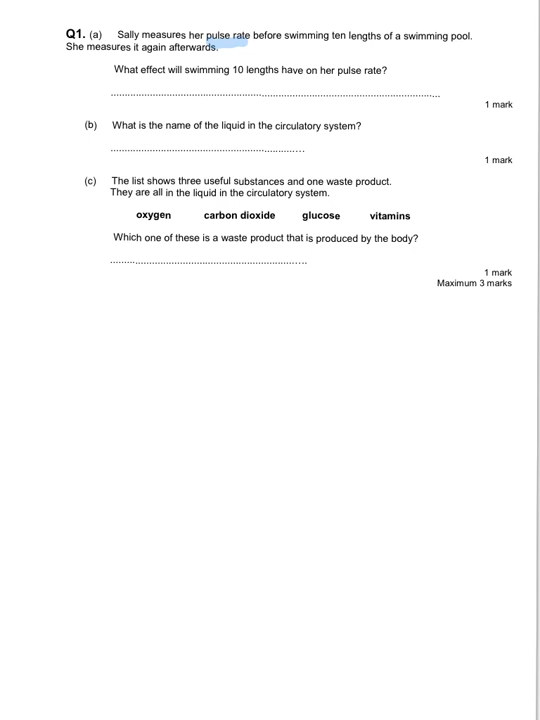 Q1. (a) Sally measures her pulse rate before swimming ten lengths of a swimming pool.
She measures it again afterwards.
What effect will swimming 10 lengths have on her pulse rate?
1 mark
(b) What is the name of the liquid in the circulatory system?
1 mark
(c) The list shows three useful substances and one waste product.
They are all in the liquid in the circulatory system.
oxygen carbon dioxide glucose vitamins
Which one of these is a waste product that is produced by the body?
1 mark
Maximum 3 marks